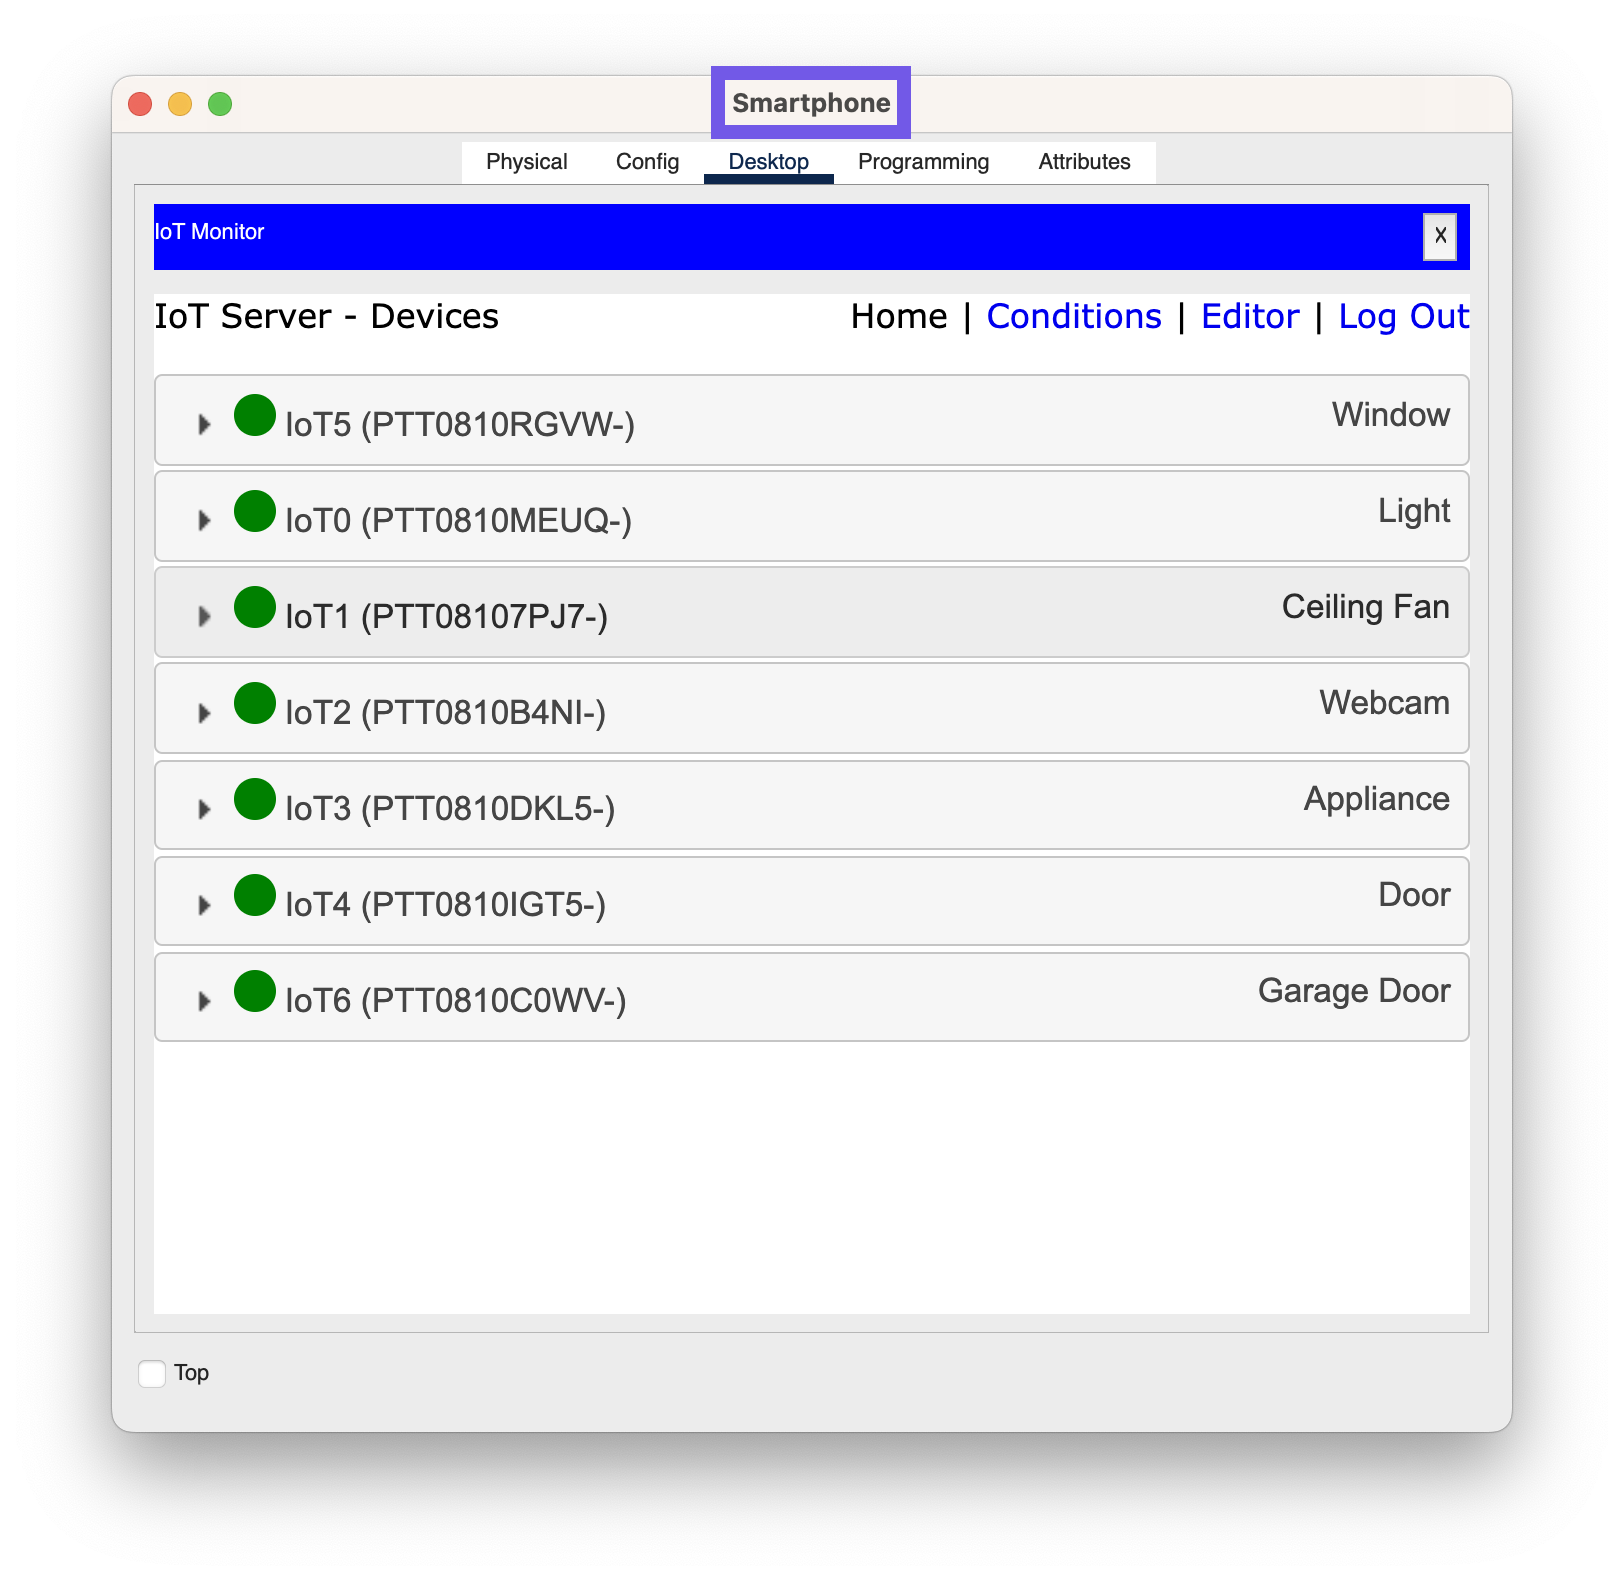 Smartphone
Physical Config Desktop Programming Attributes
IoT Monitor X
IoT Server - Devices Home | Conditions | Editor | Log Out
IoT5 (PTT0810RGVW-) Window
IoT0 (PTT0810MEUQ-) Light
IoT1 (PTT08107PJ7-) Ceiling Fan
IoT2 (PTT0810B4NI-) Webcam
IoT3 (PTT0810DKL5-) Appliance
IoT4 (PTT0810IGT5-) Door
IoT6 (PTT0810C0WV-) Garage Door
Top